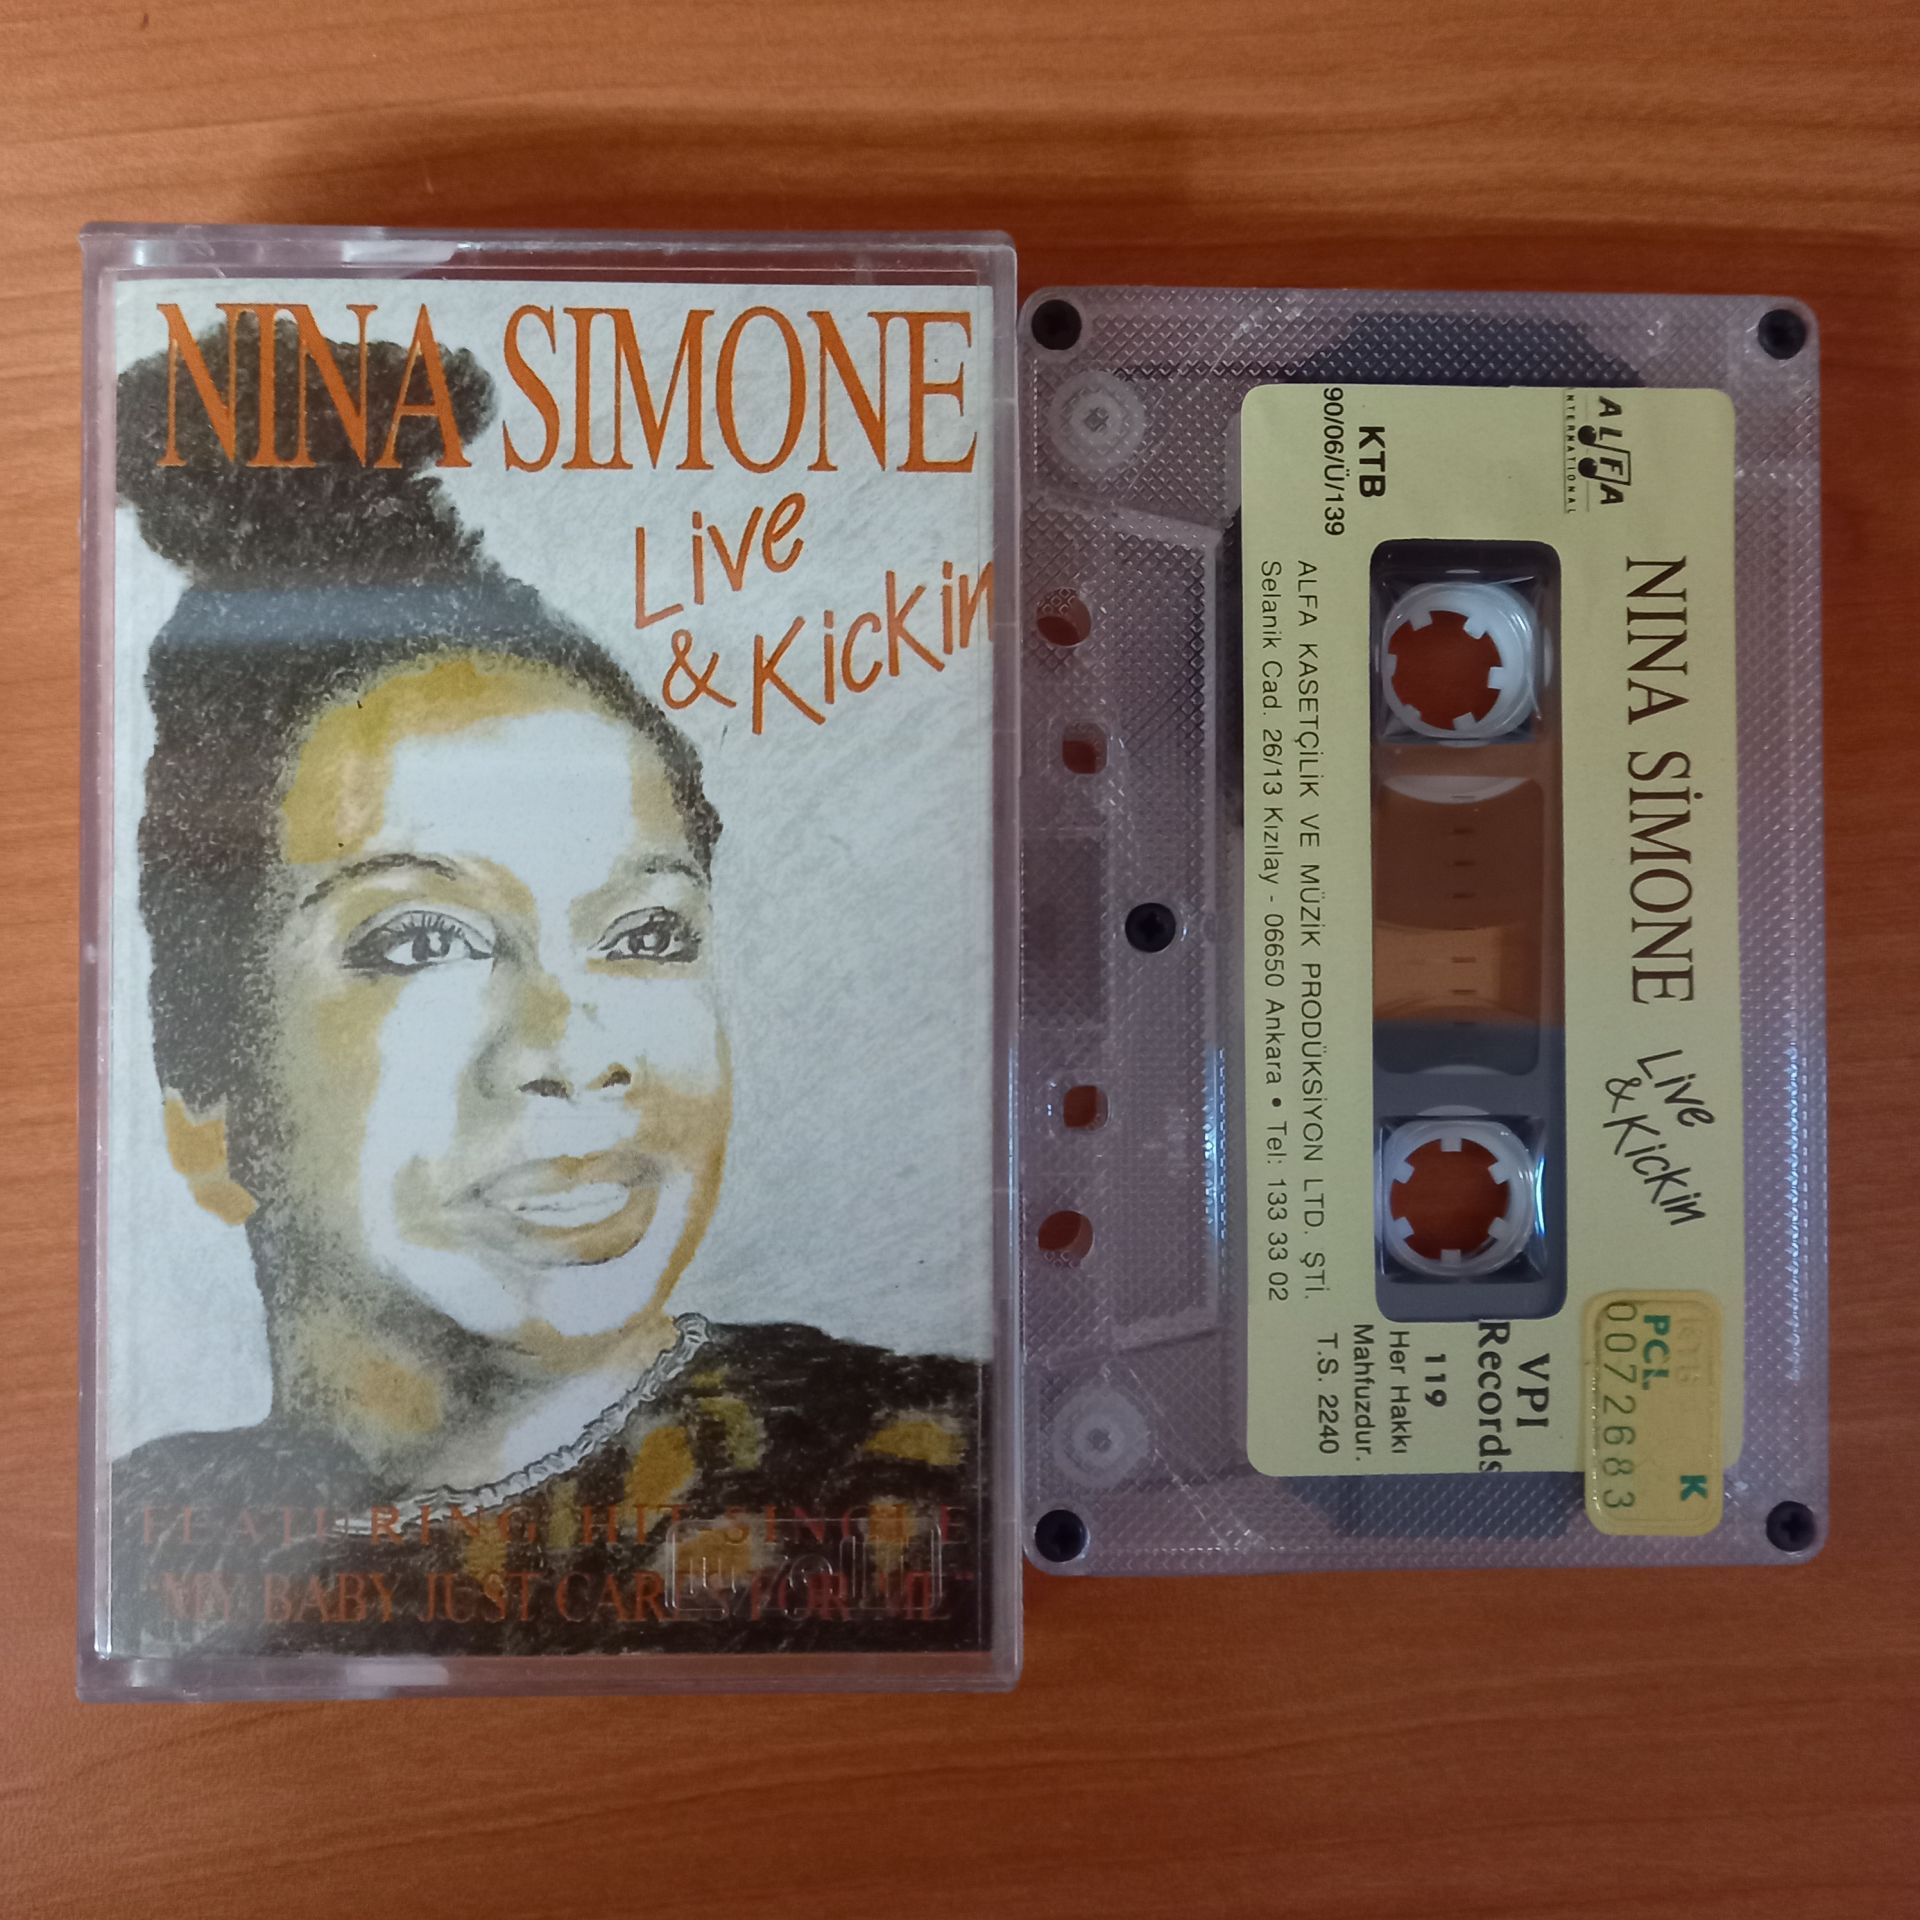 NINA SIMONE
Live
& Kickin
FEATURING HIT SINGLE
"MY BABY JUST CARES FOR ME"
ALFA
INTERNATIONAL
NINA SİMONE
Live
& Kickin
KTB
90/06/Ü/139
ALFA KASETÇİLİK VE MÜZİK PRODÜKSİYON LTD. ŞTİ.
Selanik Cad. 26/13 Kızılay - 06650 Ankara • Tel: 133 33 02
VPI
Records
119
Her Hakkı
Mahfuzdur.
T.S. 2240
PCL K
0072683